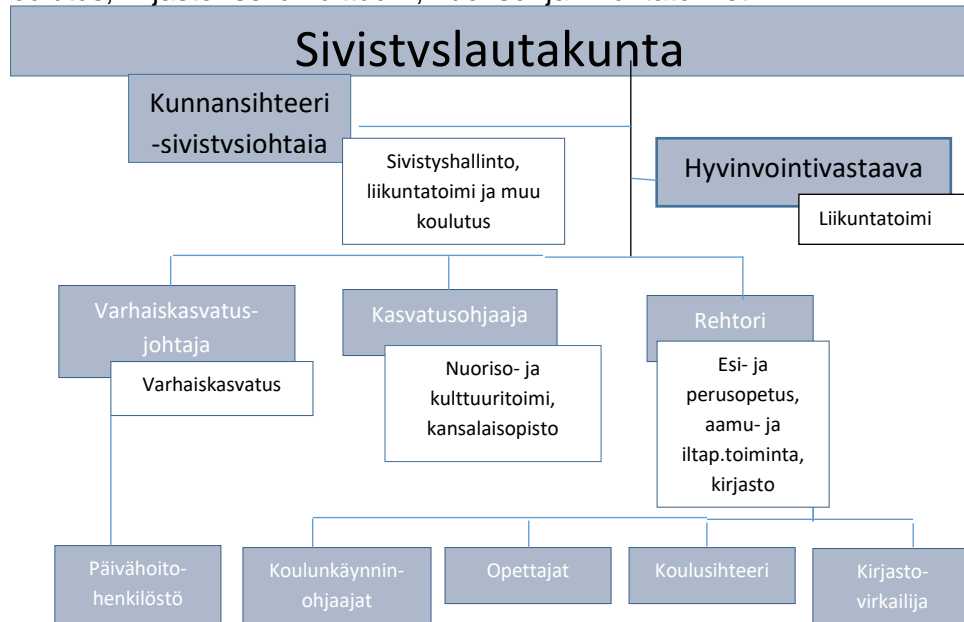 Sivistyslautakunta
Kunnansihteeri
-sivistysjohtaja
Sivistyshallinto,
liikuntatoimi ja muu
koulutus
Hyvinvointivastaava
Liikuntatoimi
Varhaiskasvatus-
johtaja
Varhaiskasvatus
Kasvatusohjaaja
Nuoriso- ja
kulttuuritoimi,
kansalaisopisto
Rehtori
Esi- ja
perusopetus,
aamu- ja
iltap.toiminta,
kirjasto
Päivähoito-
henkilöstö
Koulunkäynnin-
ohjaajat
Opettajat
Koulusihteeri
Kirjasto-
virkailija